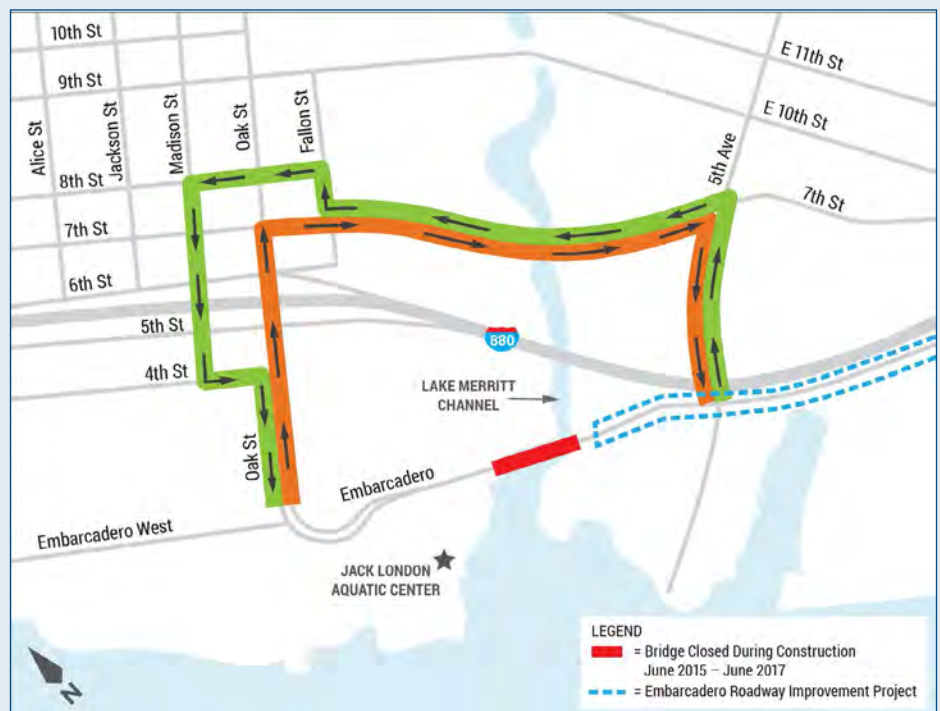 10th St
9th St
Alice St
Jackson St
Madison St
Oak St
Fallon St
E 11th St
E 10th St
5th Ave
8th St
7th St
7th St
6th St
880
5th St
4th St
LAKE MERRITT
CHANNEL
Oak St
Embarcadero
Embarcadero West
JACK LONDON
AQUATIC CENTER
N
LEGEND
= Bridge Closed During Construction
June 2015 – June 2017
= Embarcadero Roadway Improvement Project